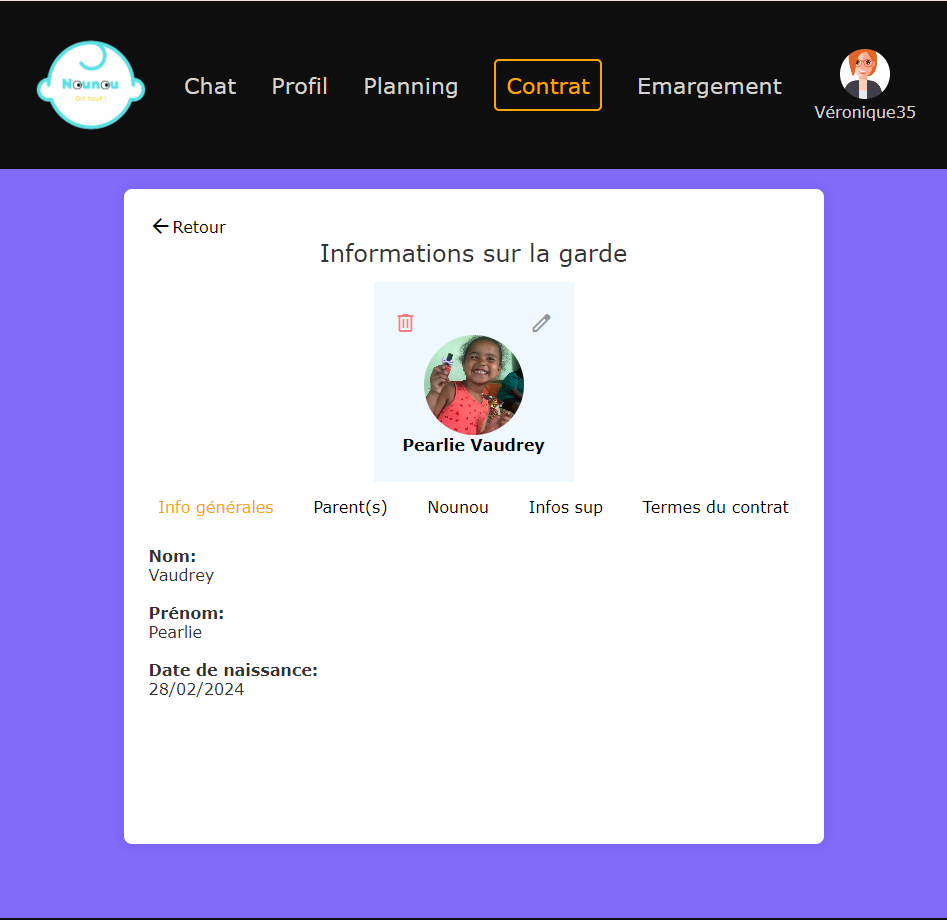 Nounou
Dit tout !
Chat
Profil
Planning
Contrat
Emargement
Véronique35
Retour
Informations sur la garde
Pearlie Vaudrey
Info générales
Parent(s)
Nounou
Infos sup
Termes du contrat
Nom:
Vaudrey
Prénom:
Pearlie
Date de naissance:
28/02/2024